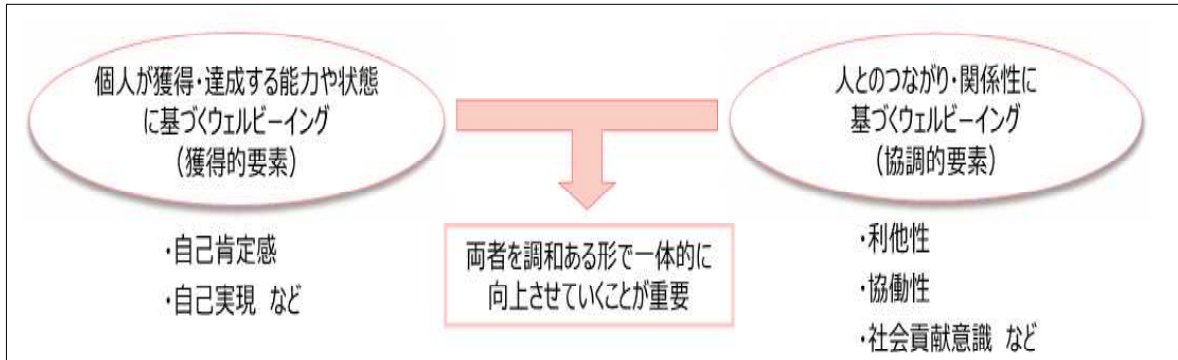 個人が獲得・達成する能力や状態
に基づくウェルビーイング
(獲得的要素)
・自己肯定感
・自己実現 など
両者を調和ある形で一体的に
向上させていくことが重要
人とのつながり・関係性に
基づくウェルビーイング
(協調的要素)
・利他性
・協働性
・社会貢献意識 など